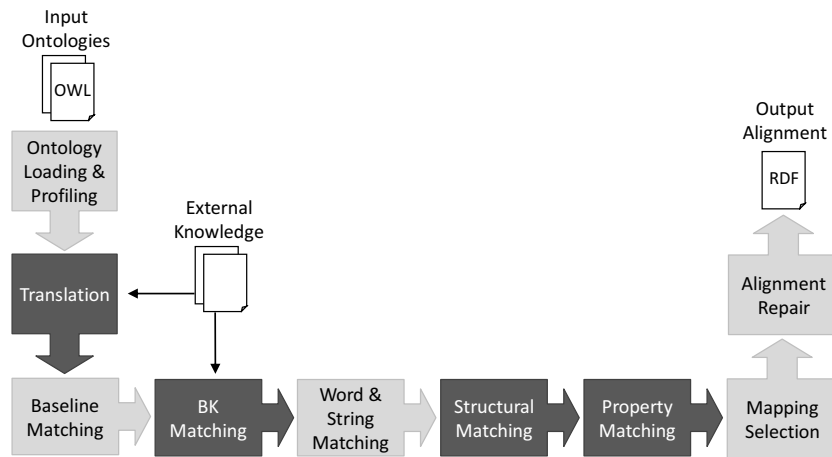 Input
Ontologies
OWL
Ontology
Loading &
Profiling
External
Knowledge
Translation
Baseline
Matching
BK
Matching
Word &
String
Matching
Structural
Matching
Property
Matching
Mapping
Selection
Alignment
Repair
Output
Alignment
RDF